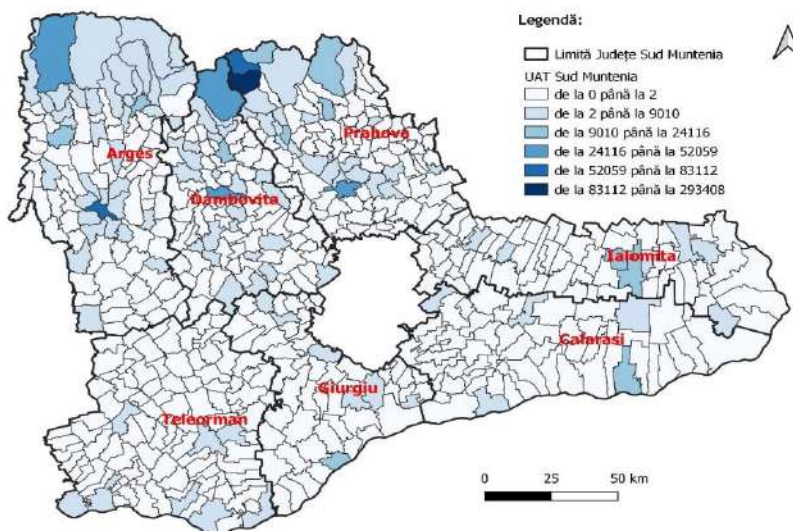 Legendă:
Limită Județe Sud Muntenia
UAT Sud Muntenia
de la 0 până la 2
de la 2 până la 9010
de la 9010 până la 24116
de la 24116 până la 52059
de la 52059 până la 83112
de la 83112 până la 293408
Prahova
Argeș
Dambovita
Ialomita
Calarasi
Giurgiu
Teleorman
0 25 50 km